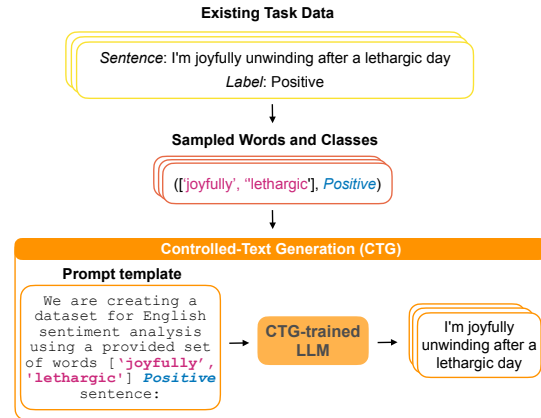 Existing Task Data
Sentence: I'm joyfully unwinding after a lethargic day
Label: Positive
Sampled Words and Classes
(['joyfully', ''lethargic'], Positive)
Controlled-Text Generation (CTG)
Prompt template
We are creating a
dataset for English
sentiment analysis
using a provided set
of words ['joyfully',
'lethargic'] Positive
sentence:
CTG-trained
LLM
I'm joyfully
unwinding after a
lethargic day